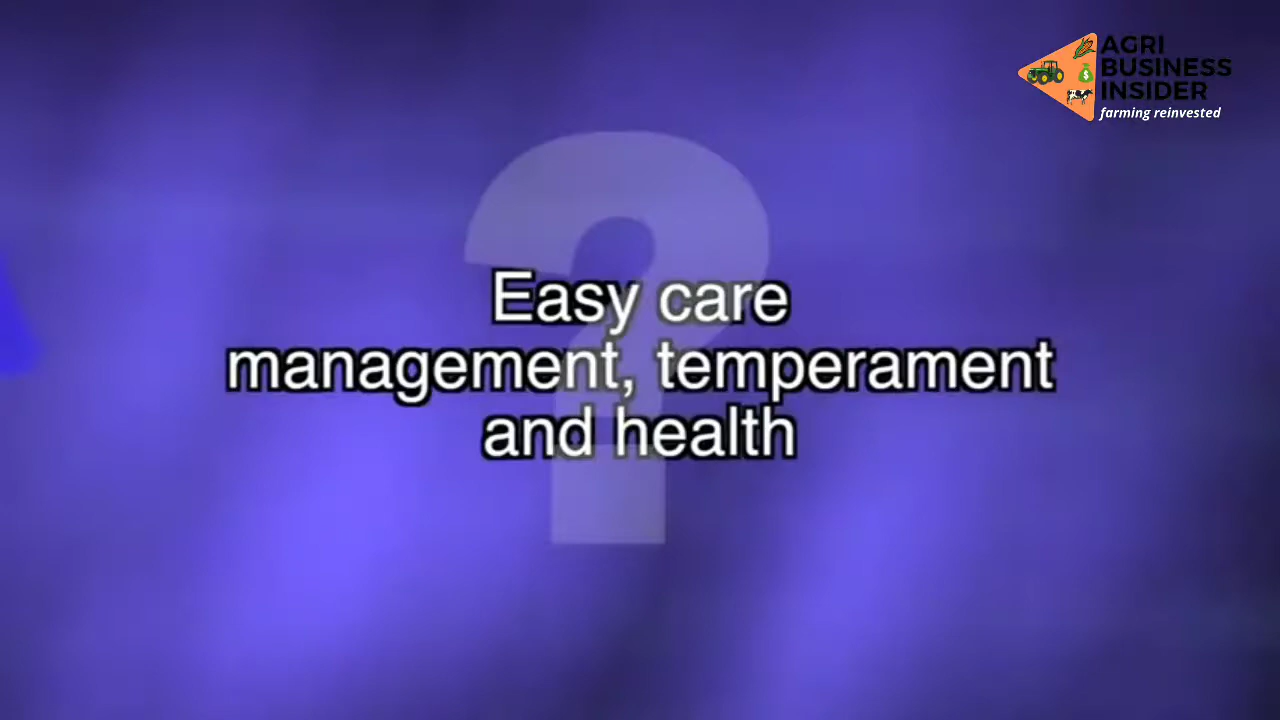 AGRI
BUSINESS
INSIDER
farming reinvested
?
Easy care
management, temperament
and health